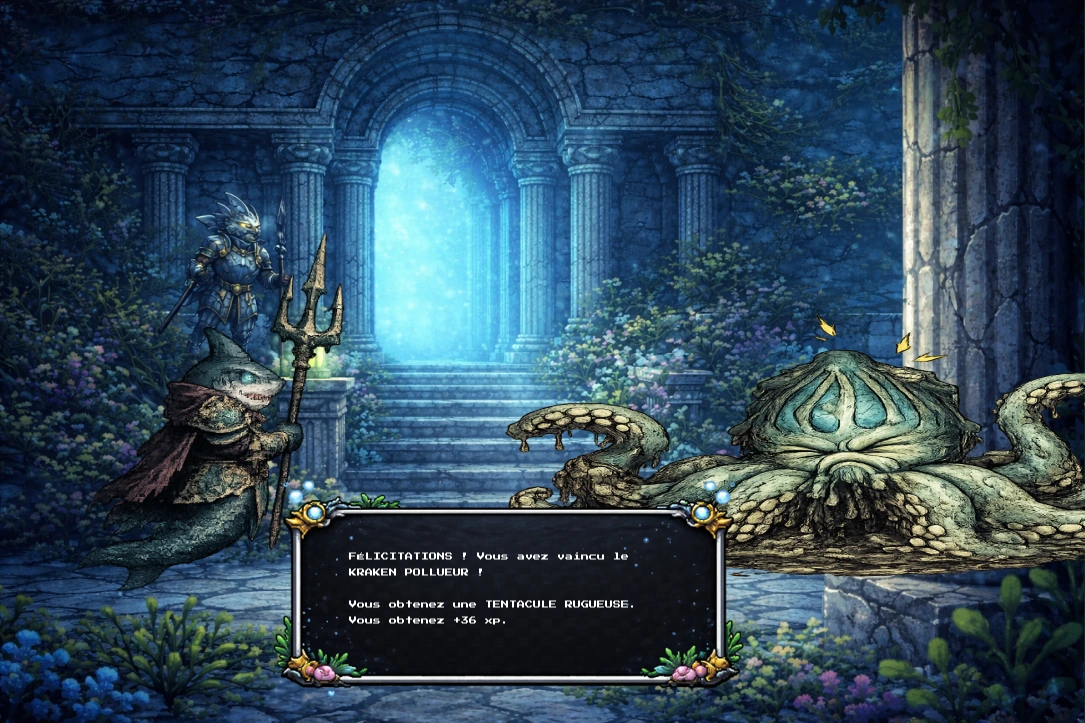 FéLICITATIONS ! Vous avez vaincu le
KRAKEN POLLUEUR !
Vous obtenez une TENTACULE RUGUEUSE.
Vous obtenez +36 xp.